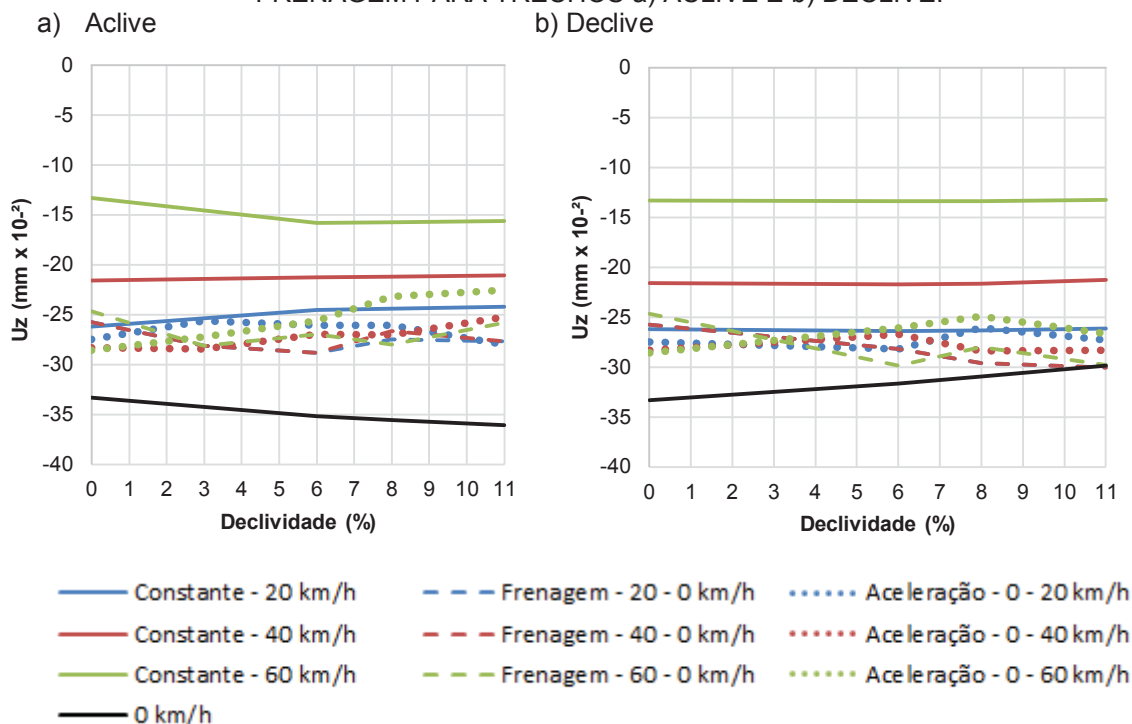 a) Aclive
b) Declive
0
-5
-10
-15
-20
-25
-30
-35
-40
Uz (mm x 10-²)
0 1 2 3 4 5 6 7 8 9 10 11
Declividade (%)
0
-5
-10
-15
-20
-25
-30
-35
-40
Uz (mm x 10-²)
0 1 2 3 4 5 6 7 8 9 10 11
Declividade (%)
Constante - 20 km/h
Frenagem - 20 - 0 km/h
Aceleração - 0 - 20 km/h
Constante - 40 km/h
Frenagem - 40 - 0 km/h
Aceleração - 0 - 40 km/h
Constante - 60 km/h
Frenagem - 60 - 0 km/h
Aceleração - 0 - 60 km/h
0 km/h